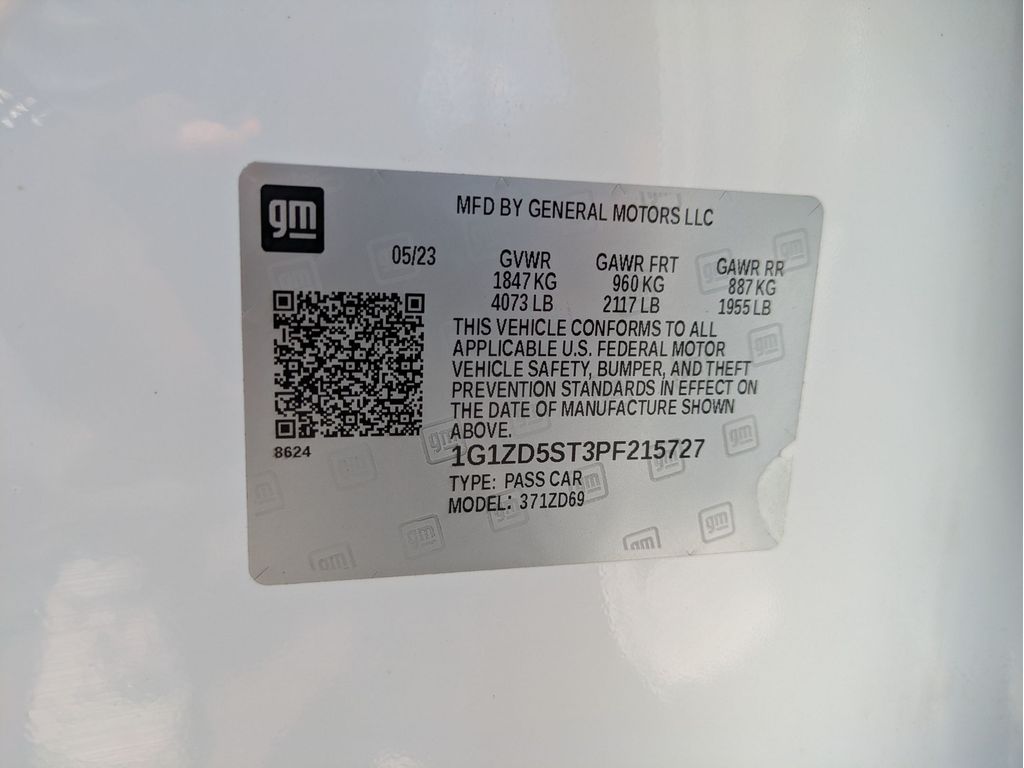 gm
MFD BY GENERAL MOTORS LLC
05/23 GVWR GAWR FRT GAWR RR
1847 KG 960 KG 887 KG
4073 LB 2117 LB 1955 LB
THIS VEHICLE CONFORMS TO ALL
APPLICABLE U.S. FEDERAL MOTOR
VEHICLE SAFETY, BUMPER, AND THEFT
PREVENTION STANDARDS IN EFFECT ON
THE DATE OF MANUFACTURE SHOWN
ABOVE.
8624
1G1ZD5ST3PF215727
TYPE: PASS CAR
MODEL: 371ZD69